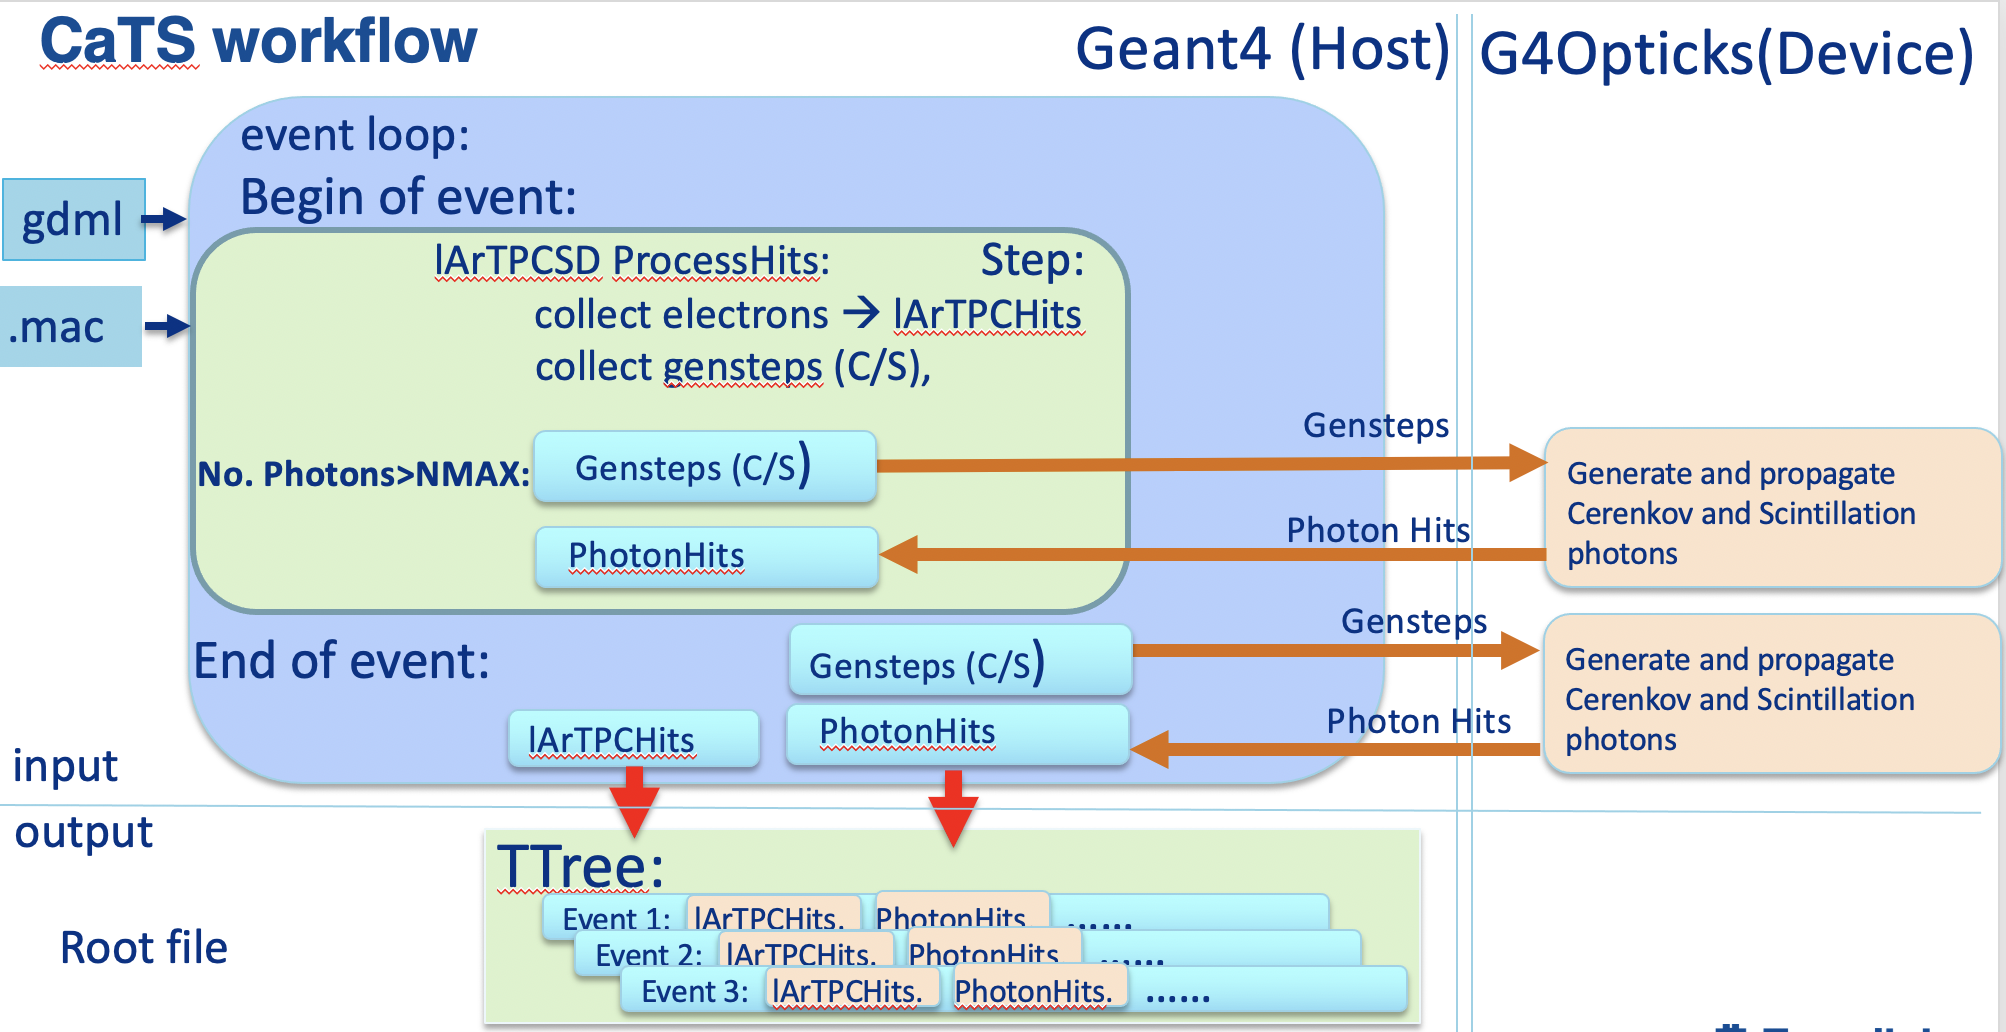 CaTS workflow
Geant4 (Host)
G4Opticks(Device)
event loop:
Begin of event:
gdml
.mac
lArTPCSD ProcessHits:
Step:
collect electrons → lArTPCHits
collect gensteps (C/S),
No. Photons>NMAX:
Gensteps (C/S)
Gensteps
Generate and propagate
Cerenkov and Scintillation
photons
PhotonHits
Photon Hits
End of event:
Gensteps (C/S)
Gensteps
Generate and propagate
Cerenkov and Scintillation
photons
lArTPCHits
PhotonHits
Photon Hits
input
output
Root file
TTree:
Event 1: lArTPCHits. PhotonHits ......
Event 2: lArTPCHits. PhotonHits ......
Event 3: lArTPCHits. PhotonHits. ......